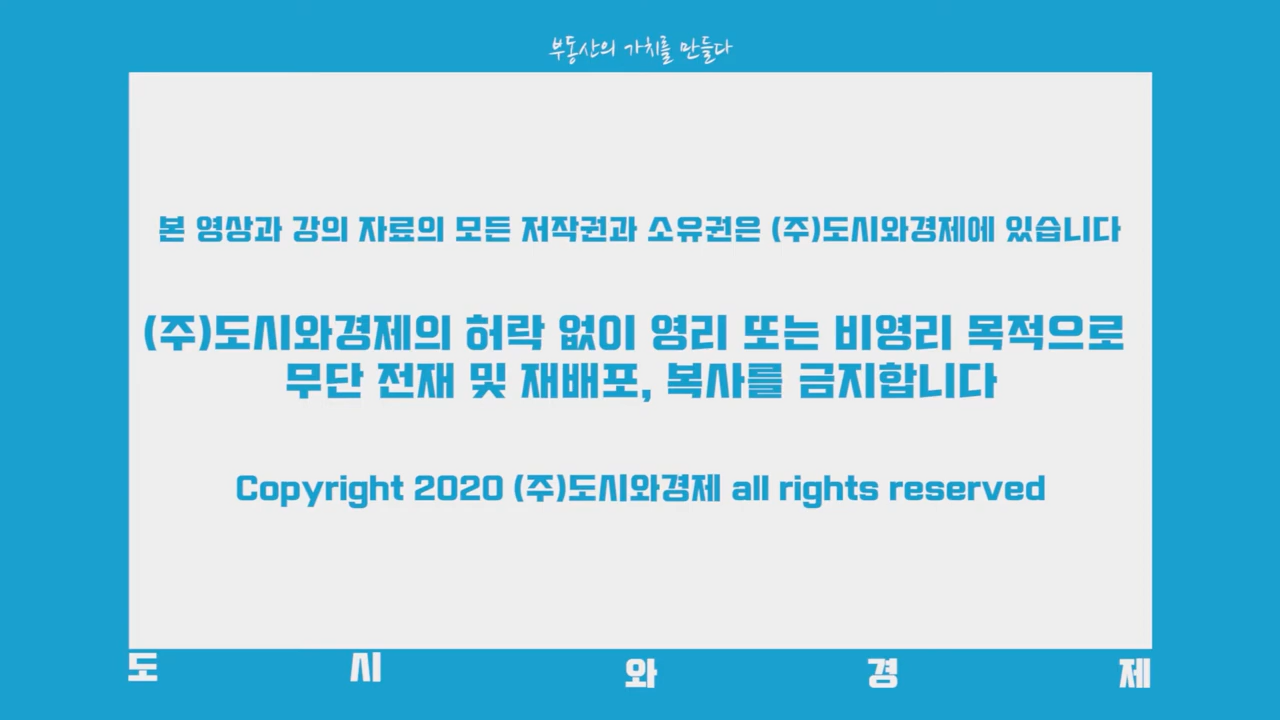 부동산의 가치를 만들다
본 영상과 강의 자료의 모든 저작권과 소유권은 (주)도시와경제에 있습니다
(주)도시와경제의 허락 없이 영리 또는 비영리 목적으로
무단 전재 및 재배포, 복사를 금지합니다
Copyright 2020 (주)도시와경제 all rights reserved
도 시 와 경 제